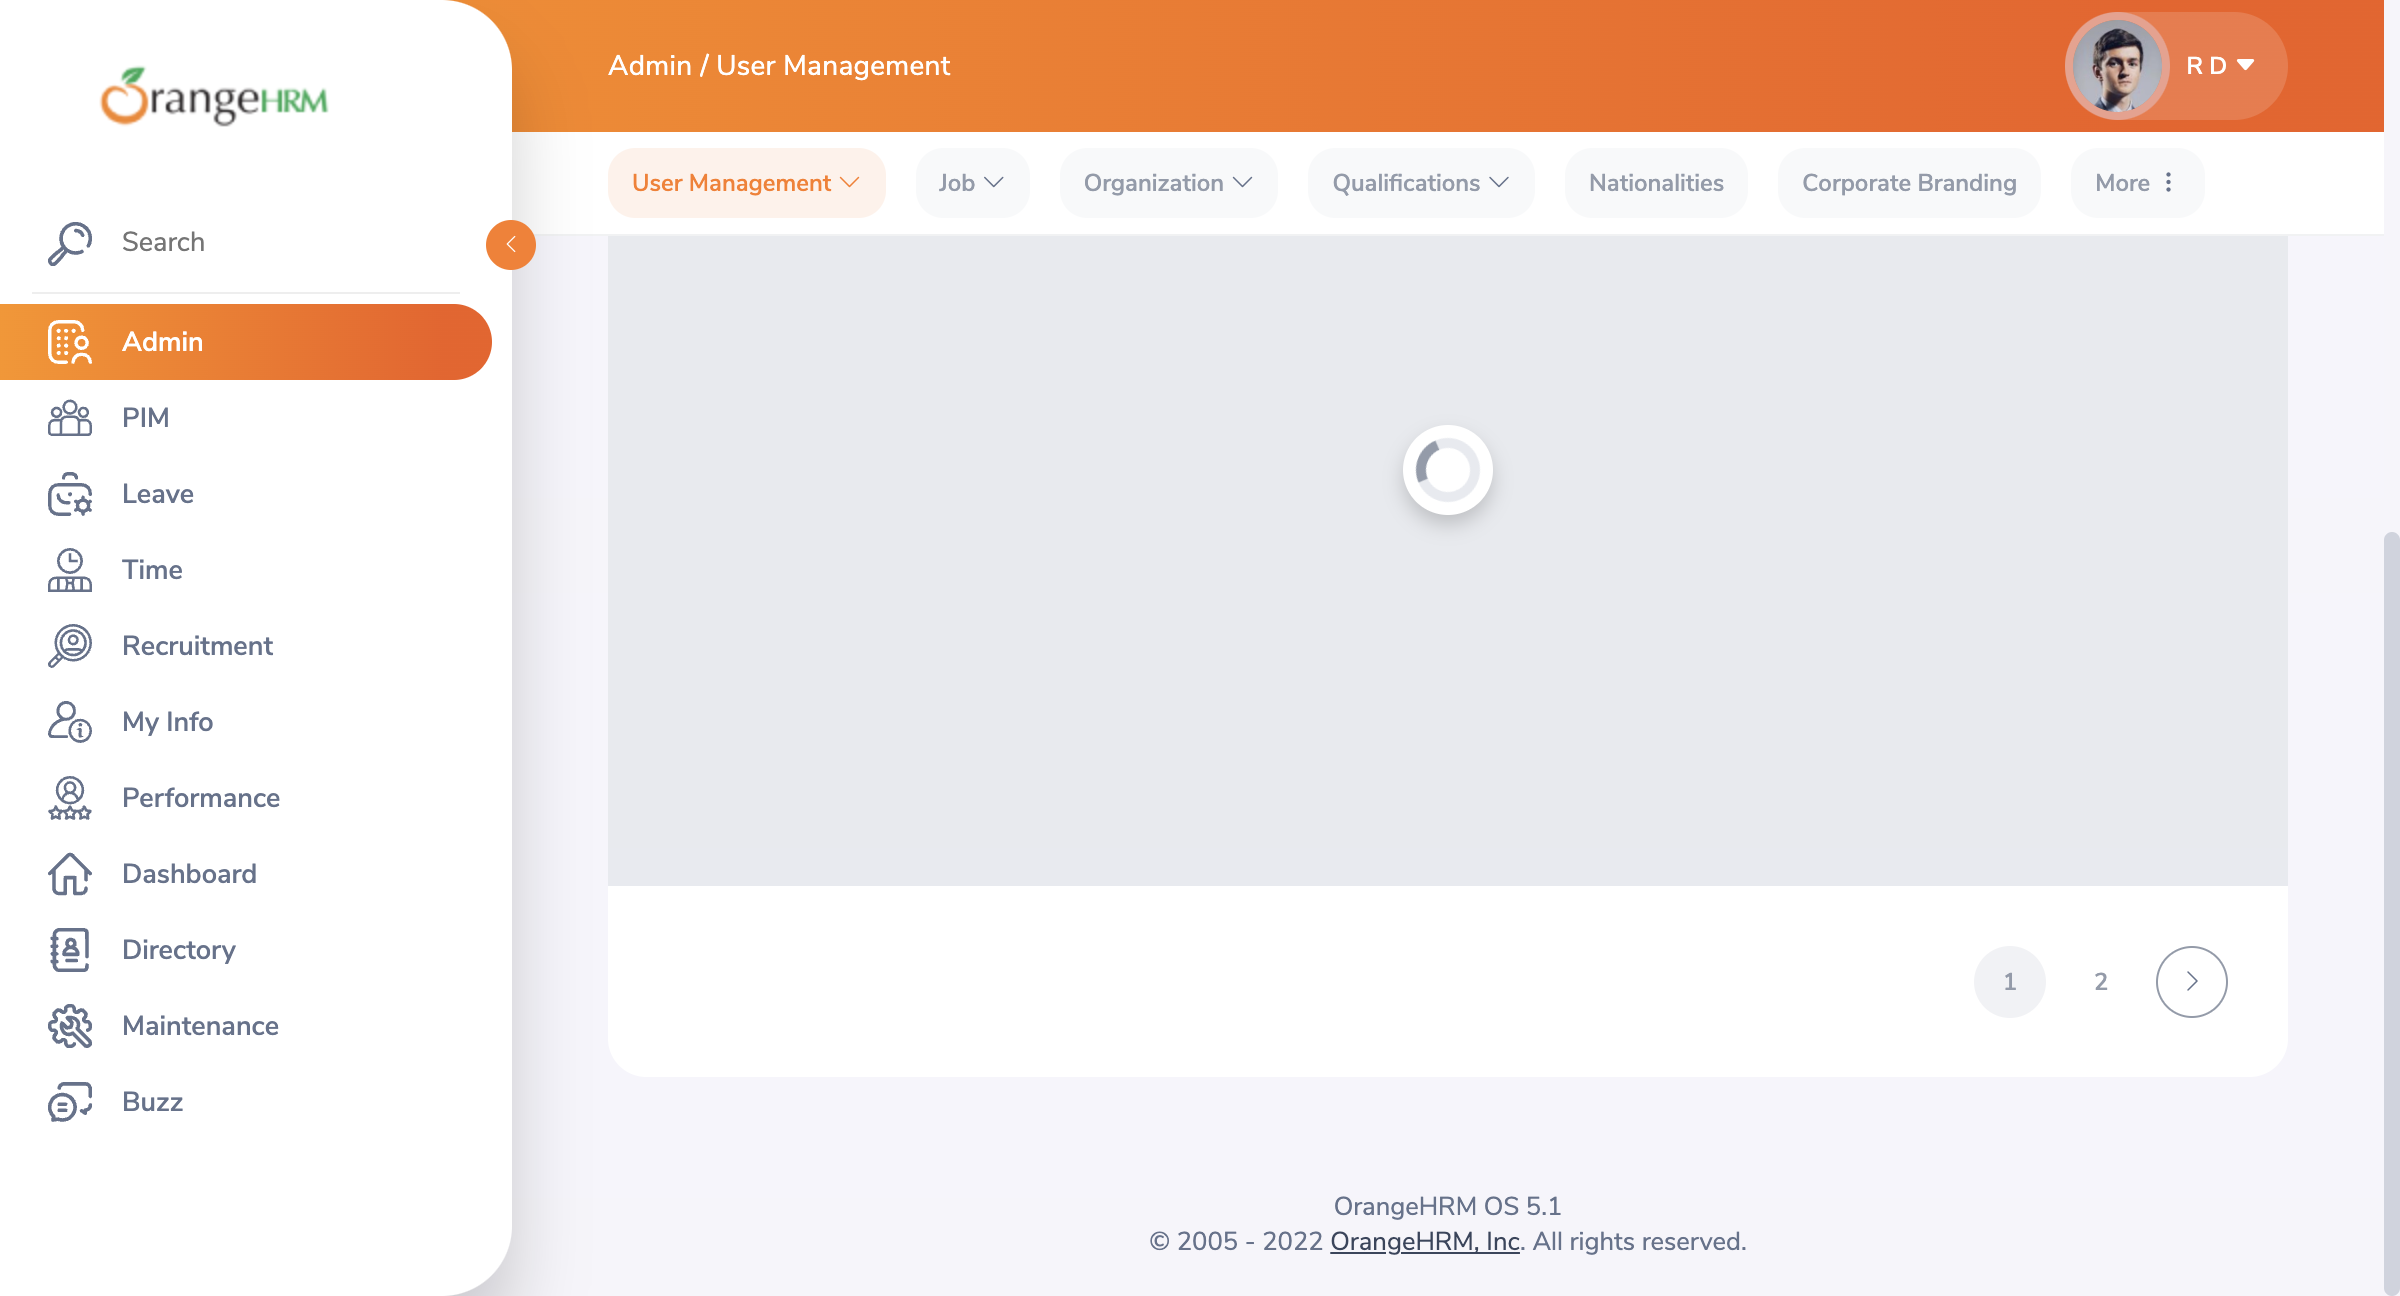 OrangeHRM
Admin / User Management
R D
User Management
Job
Organization
Qualifications
Nationalities
Corporate Branding
More
Search
Admin
PIM
Leave
Time
Recruitment
My Info
Performance
Dashboard
Directory
Maintenance
Buzz
1
2
OrangeHRM OS 5.1
© 2005 - 2022 OrangeHRM, Inc. All rights reserved.